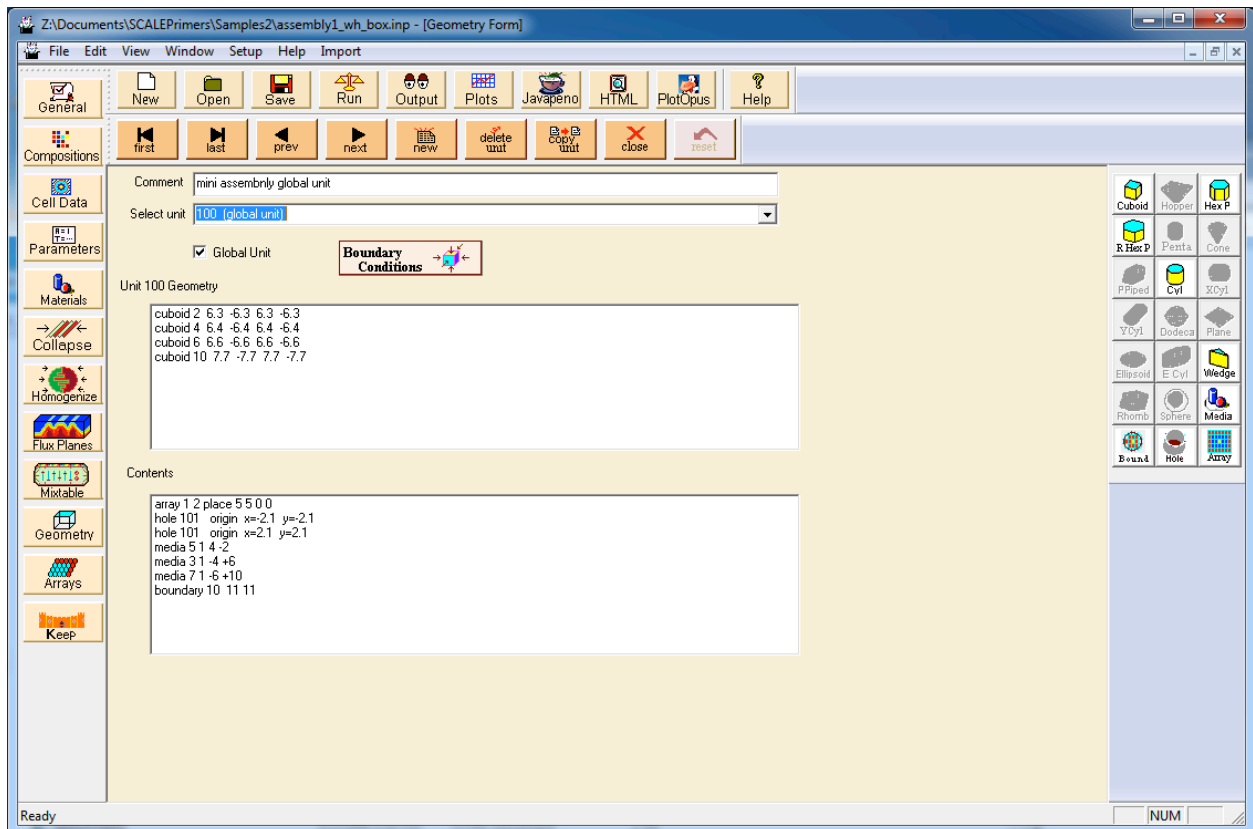 Z:\Documents\SCALEPrimers\Samples2\assembly1_wh_box.inp - [Geometry Form]
File Edit View Window Setup Help Import
General
New Open Save Run Output Plots Javapeno HTML PlotOpus Help
Compositions
first last prev next new delete unit copy unit close reset
Cell Data
Parameters
Materials
Collapse
Homogenize
Flux Planes
Mixtable
Geometry
Arrays
Keep
Comment mini assembnly global unit
Select unit 100 (global unit)
Global Unit
Boundary Conditions
Unit 100 Geometry
cuboid 2 6.3 -6.3 6.3 -6.3
cuboid 4 6.4 -6.4 6.4 -6.4
cuboid 6 6.6 -6.6 6.6 -6.6
cuboid 10 7.7 -7.7 7.7 -7.7
Contents
array 1 2 place 5 5 0 0
hole 101 origin x=-2.1 y=-2.1
hole 101 origin x=2.1 y=2.1
media 5 1 4 -2
media 3 1 -4 +6
media 7 1 -6 +10
boundary 10 11 11
Cuboid Hopper Hex P
R Hex P Penta Cone
PPiped Cyl XCyl
YCyl Dodeca Plane
Ellipsoid E Cyl Wedge
Rhomb Sphere Media
Bound Hole Array
Ready
NUM